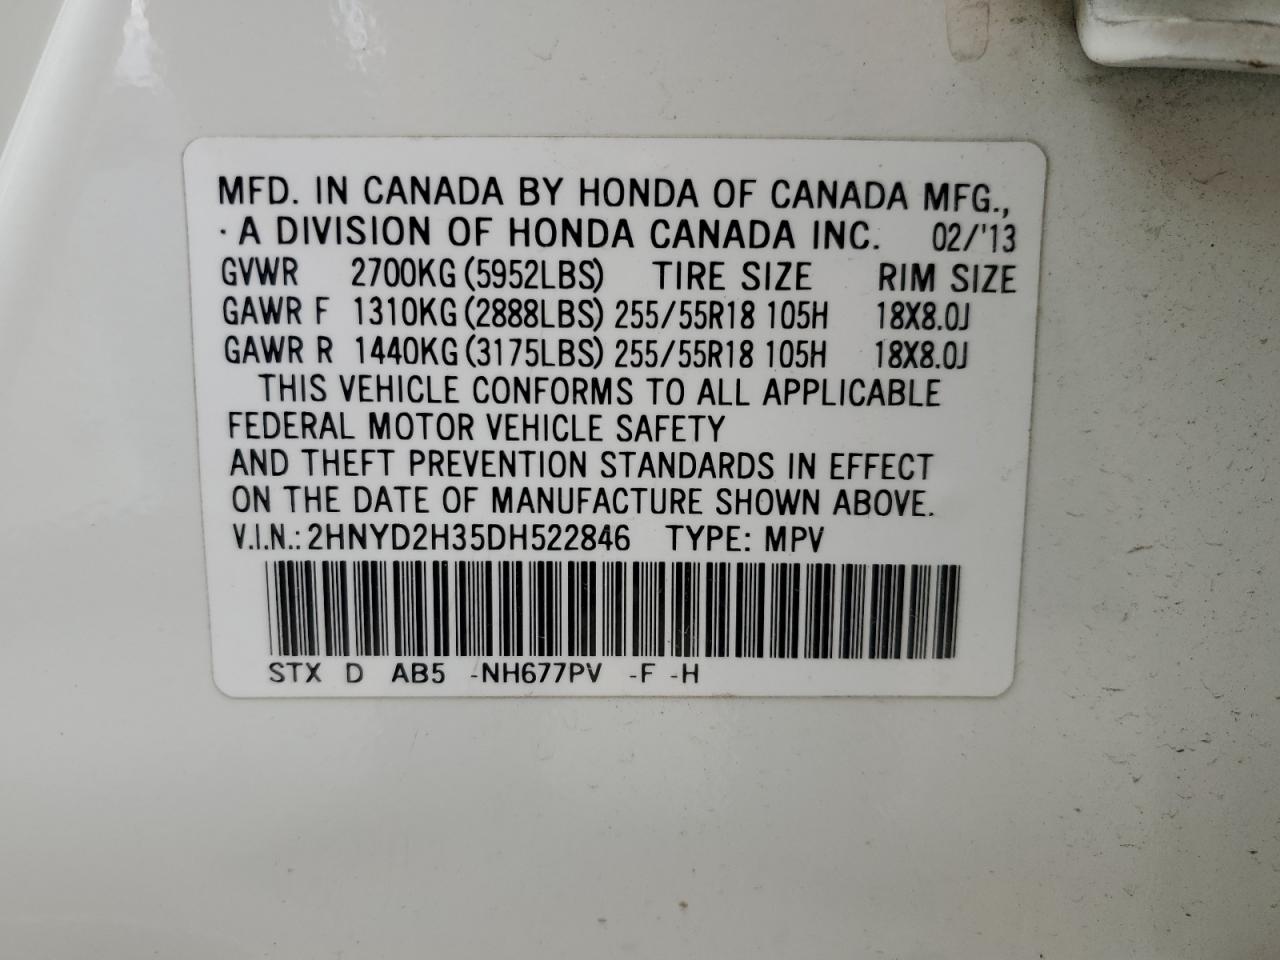 MFD. IN CANADA BY HONDA OF CANADA MFG.,
· A DIVISION OF HONDA CANADA INC. 02/'13
GVWR 2700KG (5952LBS) TIRE SIZE RIM SIZE
GAWR F 1310KG (2888LBS) 255/55R18 105H 18X8.0J
GAWR R 1440KG (3175LBS) 255/55R18 105H 18X8.0J
THIS VEHICLE CONFORMS TO ALL APPLICABLE
FEDERAL MOTOR VEHICLE SAFETY
AND THEFT PREVENTION STANDARDS IN EFFECT
ON THE DATE OF MANUFACTURE SHOWN ABOVE.
V.I.N.: 2HNYD2H35DH522846 TYPE: MPV
STX D AB5 -NH677PV -F -H